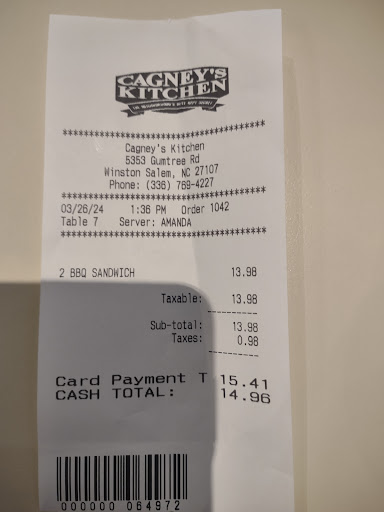 CAGNEY'S
KITCHEN
***********************************
Cagney's Kitchen
5353 Gumtree Rd
Winston Salem, NC 27107
Phone: (336) 769-4227
***********************************
03/26/24 1:36 PM Order 1042
Table 7 Server: AMANDA
***********************************
2 BBQ SANDWICH 13.98
Taxable: 13.98
-----------
Sub-total: 13.98
Taxes: 0.98
-----------
Card Payment T 15.41
CASH TOTAL: 14.96
000000 064972